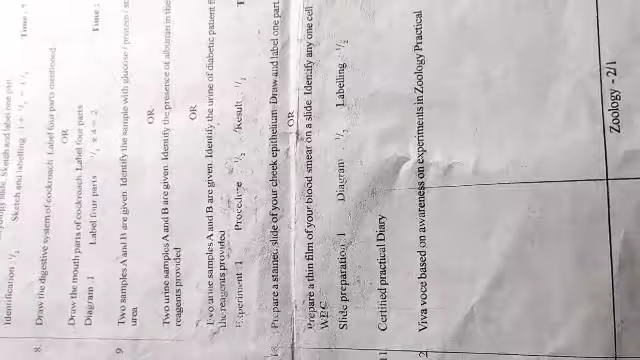 slide. Sketch and label one part
Identification ½ Sketch and labelling Time :
8. Draw the digestive system of cockroach. Label four parts mentioned
OR
Draw the mouth parts of cockroach. Label four parts
Diagram 1 Label four parts ½ x 4 = 2 Time :
9 Two samples A and B are given. Identify the sample with glucose / protein /
urea
OR
Two urine samples A and B are given. Identify the presence of albumin in the
reagents provided
OR
Two urine samples A and B are given. Identify the urine of diabetic patient
the reagents provided
Experiment 1 Procedure ½ Result ½ T
Prepare a stained slide of your cheek epithelium. Draw and label one part.
OR
Prepare a thin film of your blood smear on a slide. Identify any one cell
WBC
Slide preparation 1 Diagram ½ Labelling ½
Certified practical Diary
2 Viva voce based on awareness on experiments in Zoology Practical
Zoology - 2/1